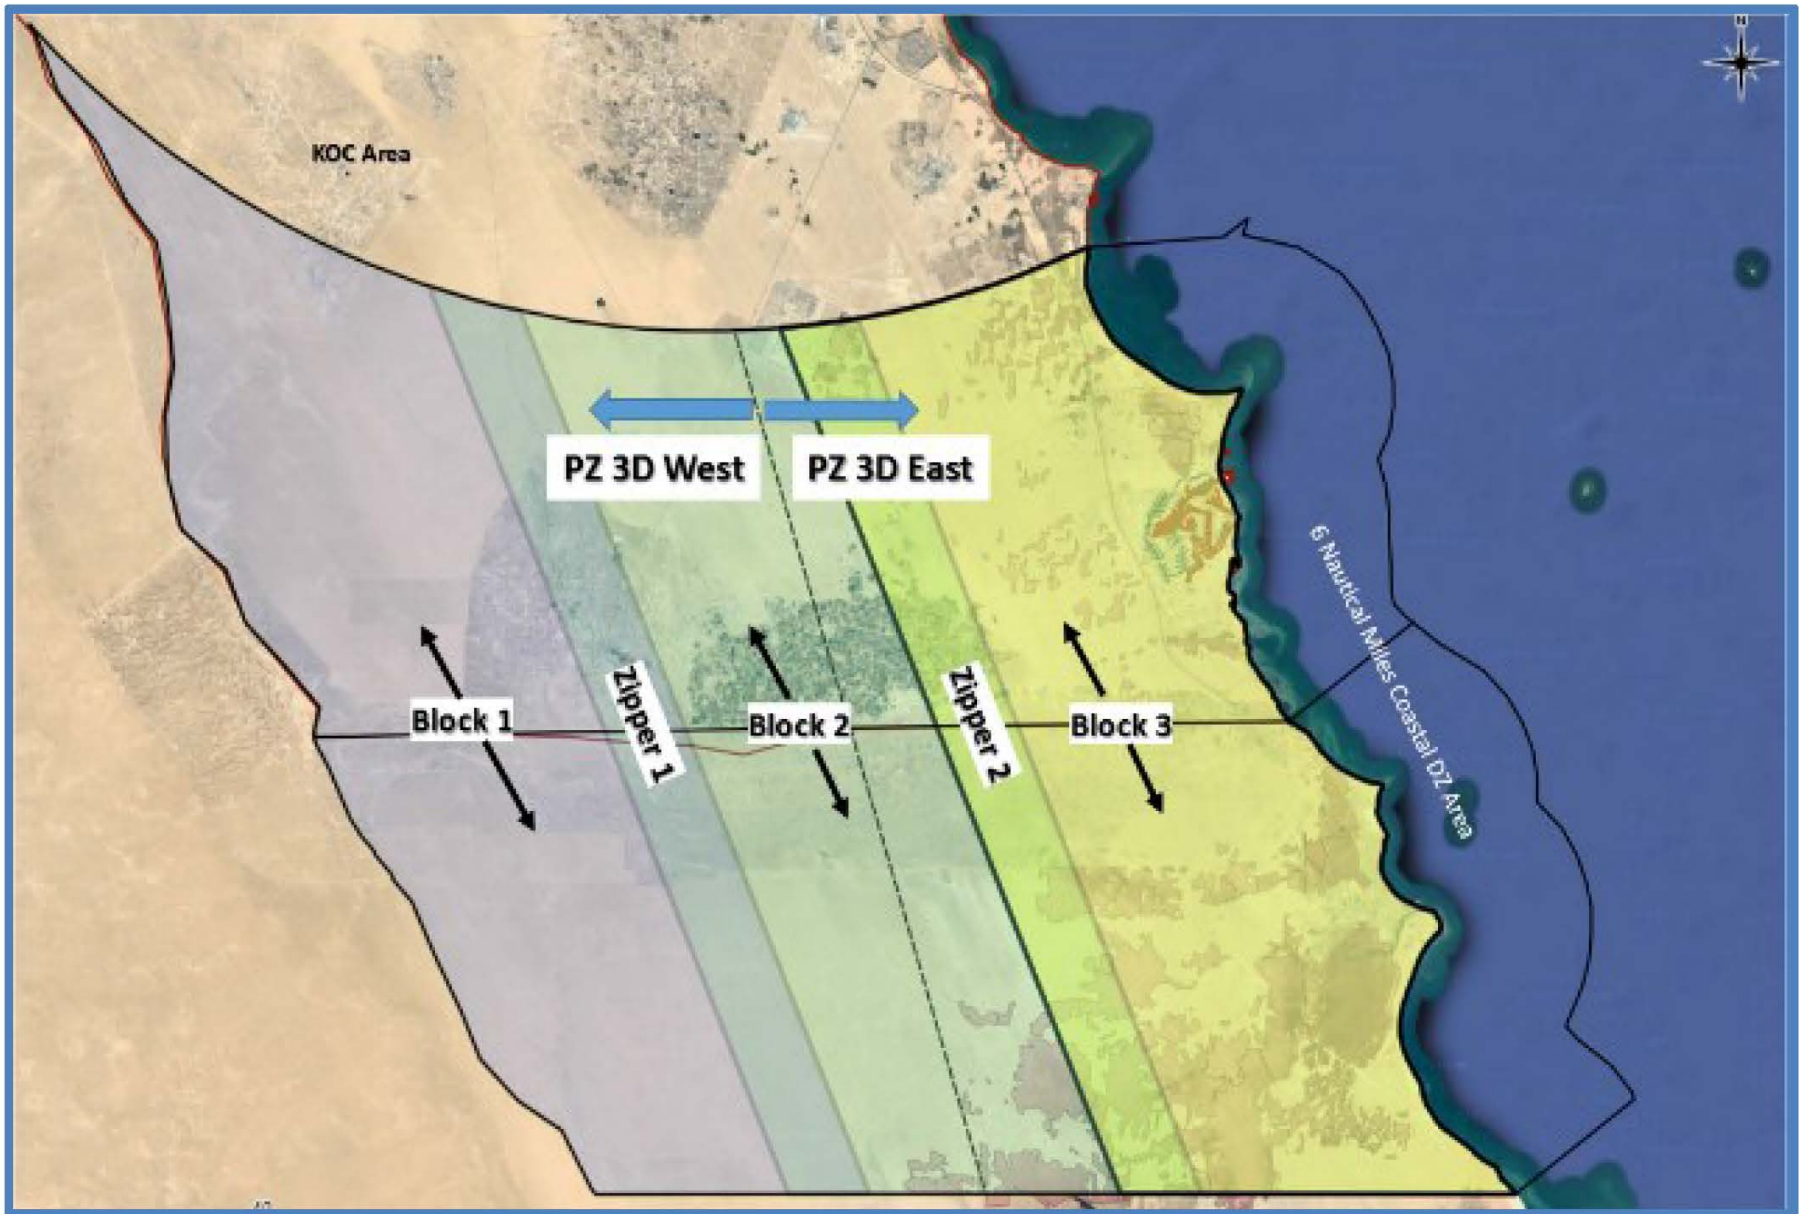 N
KOC Area
PZ 3D West
PZ 3D East
6 Nautical Miles Coastal DZ Area
Block 1
Zipper 1
Block 2
Zipper 2
Block 3